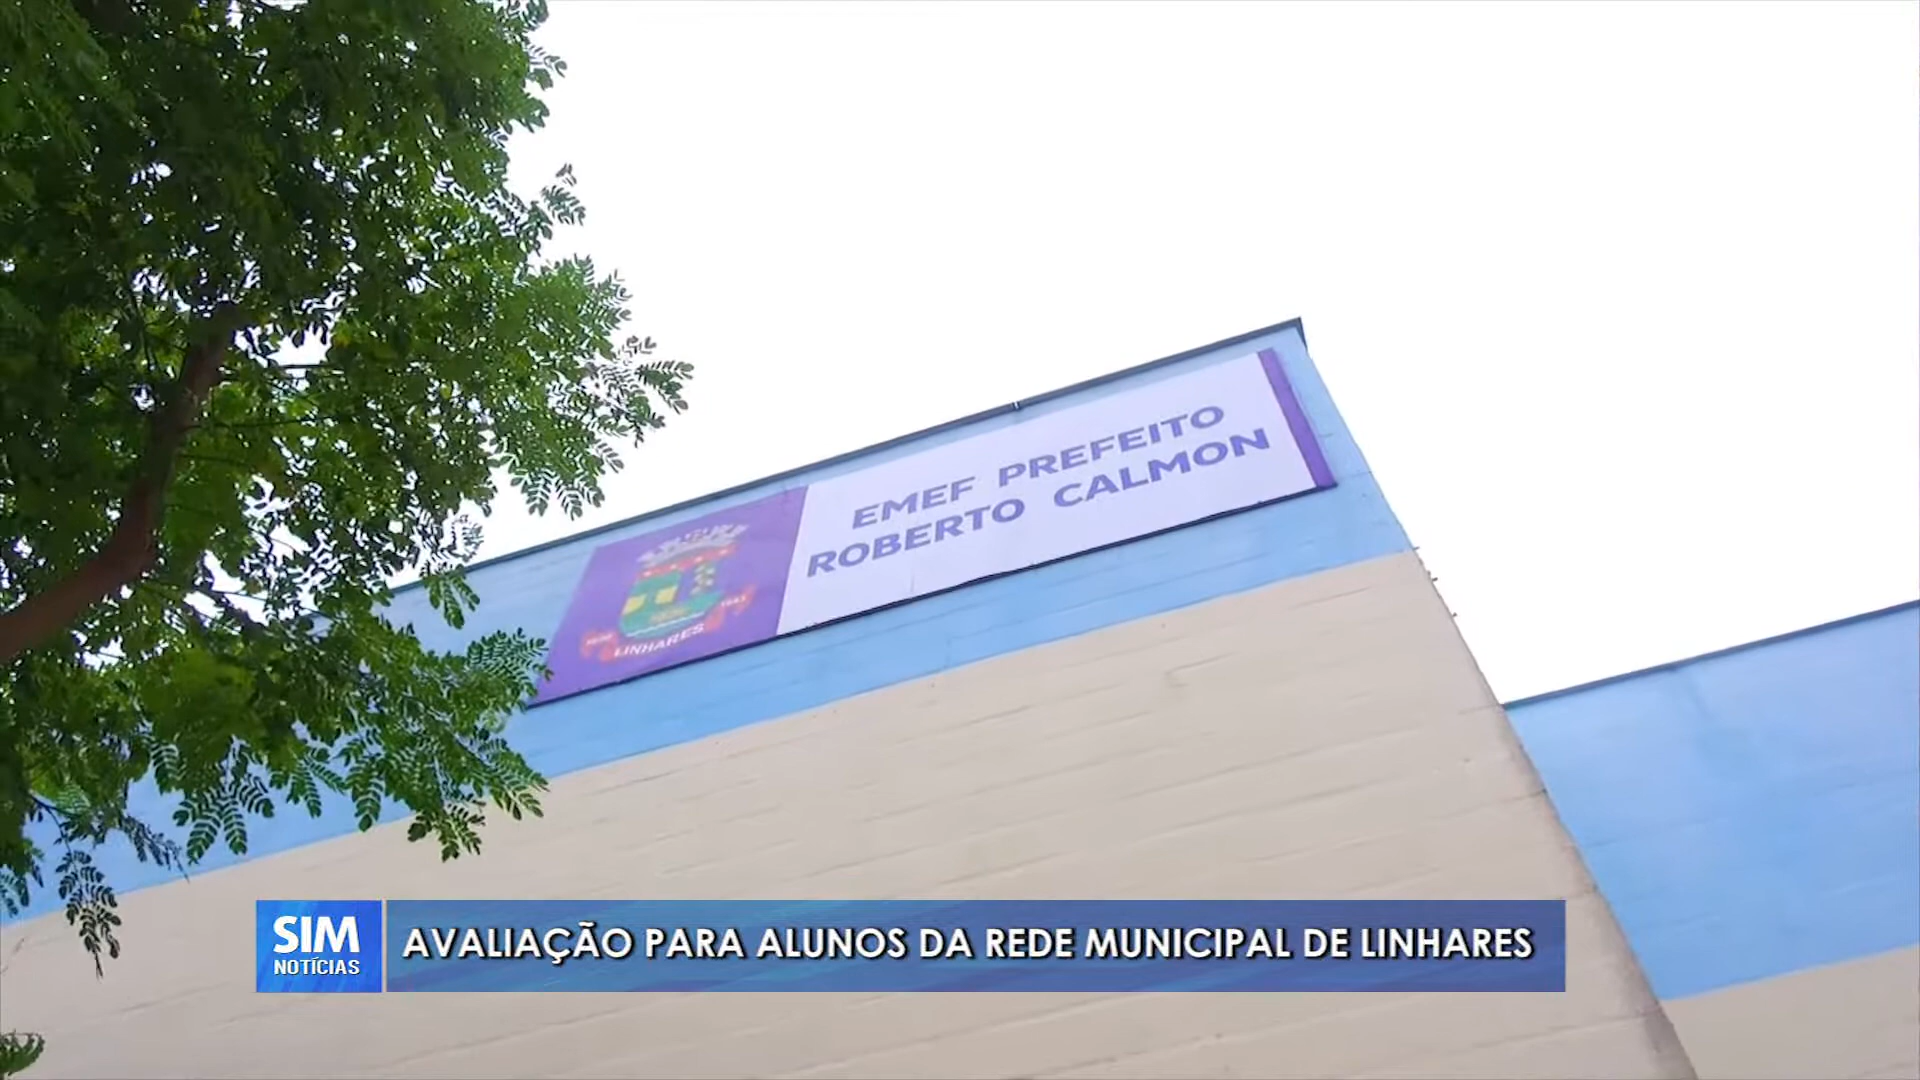 EMEF PREFEITO
ROBERTO CALMON
LINHARES
SIM
NOTÍCIAS
AVALIAÇÃO PARA ALUNOS DA REDE MUNICIPAL DE LINHARES